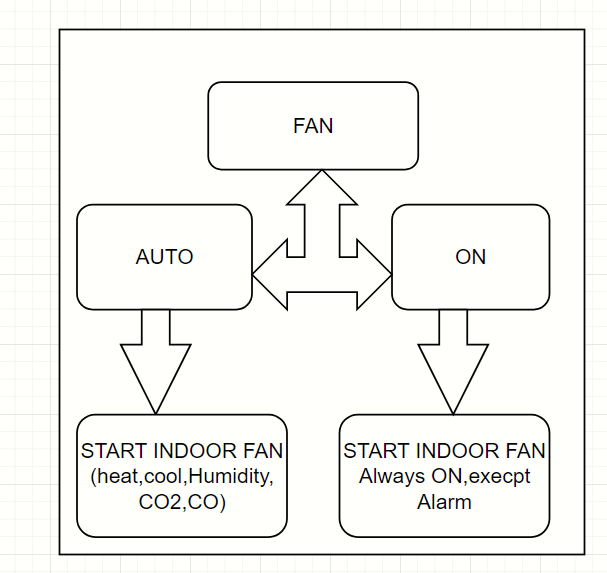 FAN
AUTO
ON
START INDOOR FAN
(heat,cool,Humidity,
CO2,CO)
START INDOOR FAN
Always ON,execpt
Alarm